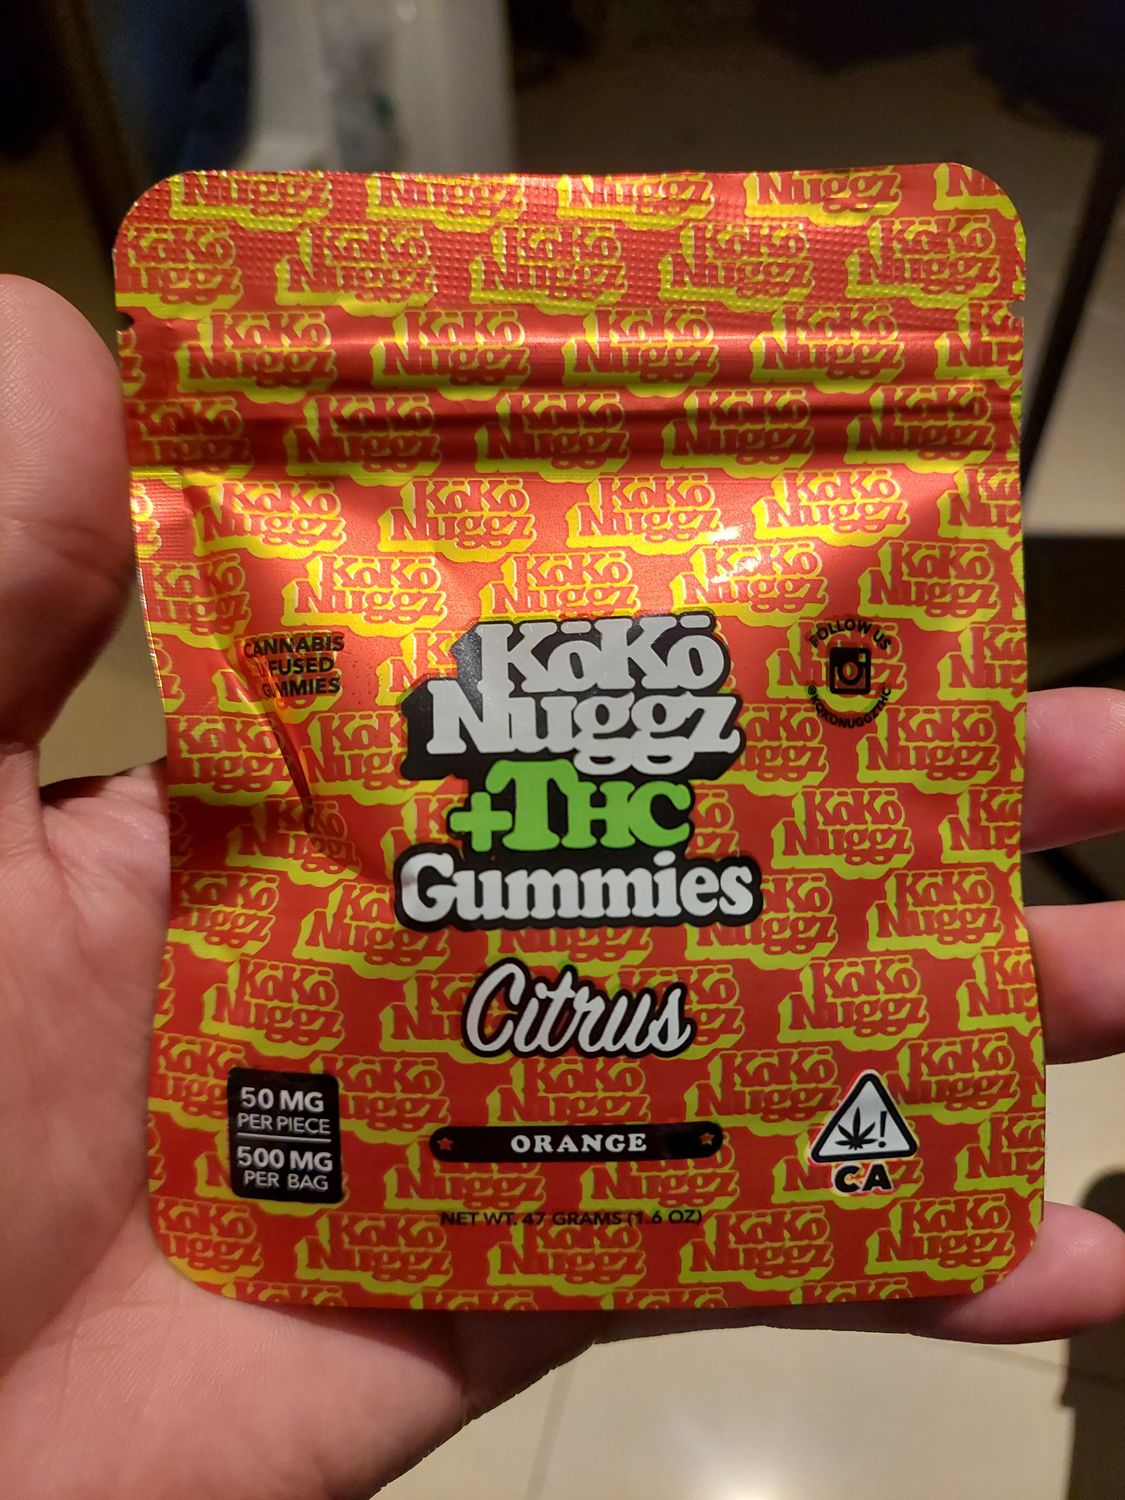 CANNABIS
INFUSED
GUMMIES
KōKō
Nuggz
+THC
Gummies
FOLLOW US
@KOKONUGGZTHC
Citrus
50 MG
PER PIECE
500 MG
PER BAG
ORANGE
CA
NET WT. 47 GRAMS (1.6 OZ)